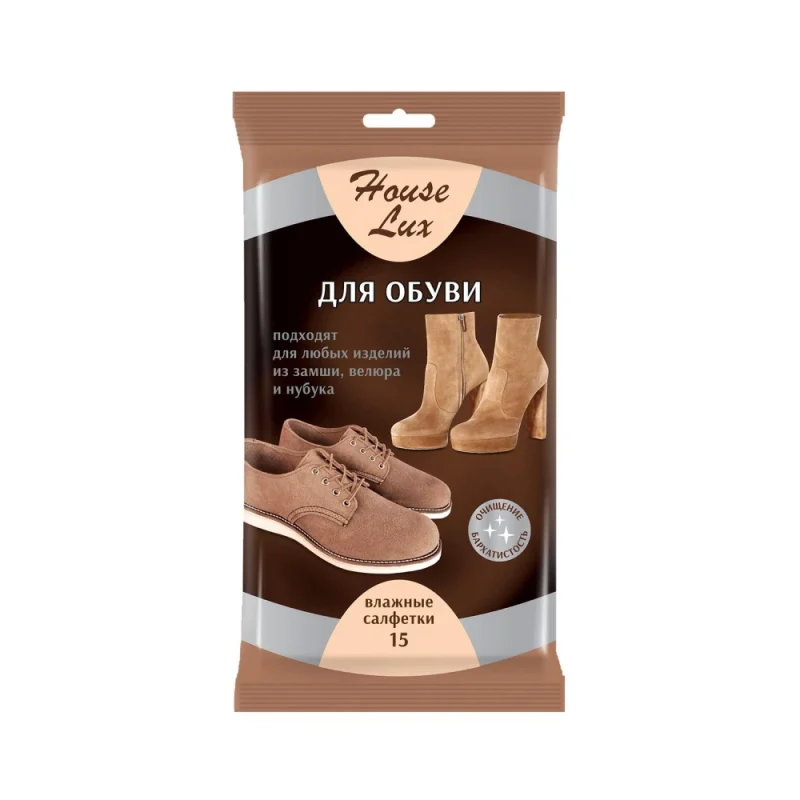 House
Lux
ДЛЯ ОБУВИ
подходят
для любых изделий
из замши, велюра
и нубука
ОЧИЩЕНИЕ
БАРХАТИСТОСТЬ
влажные
салфетки
15